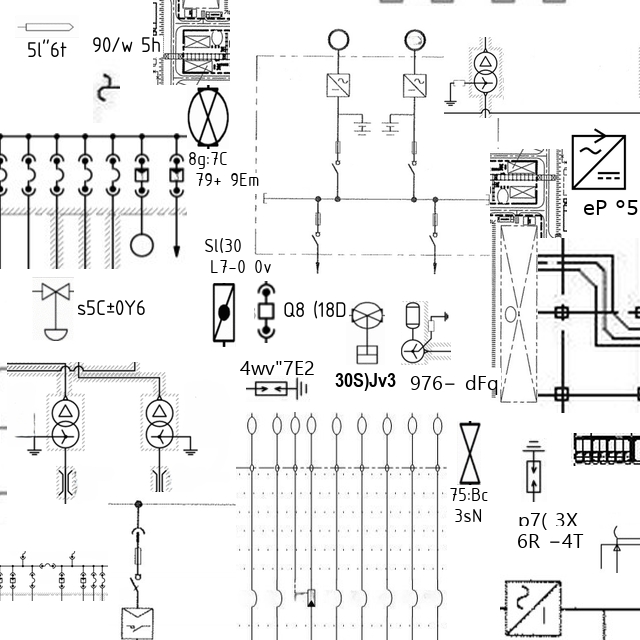 5l"6t
90/w 5h
8g:7C
79+ 9Em
eP °5
Sl(30
L7-0 0v
s5C±0Y6
Q8 (18D
4wv"7E2
30S)Jv3
976- dFq
75:Bc
3sN
p7( 3X
6R -4T